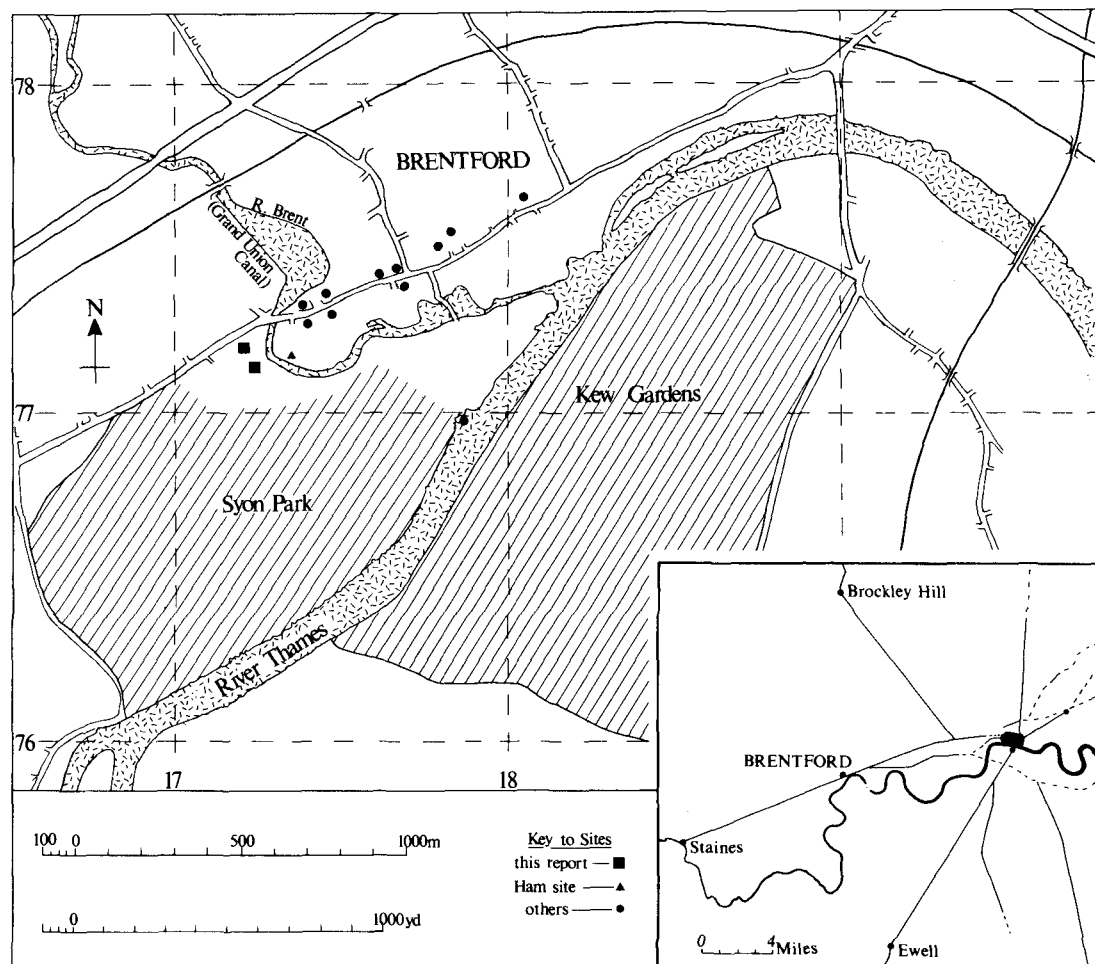 78
BRENTFORD
R. Brent
(Grand Union
Canal)
N
77
Kew Gardens
Syon Park
River Thames
76
17
18
100 0 500 1000m
0 1000yd
Key to Sites
this report
Ham site
others
Brockley Hill
BRENTFORD
Staines
Ewell
0 4 Miles